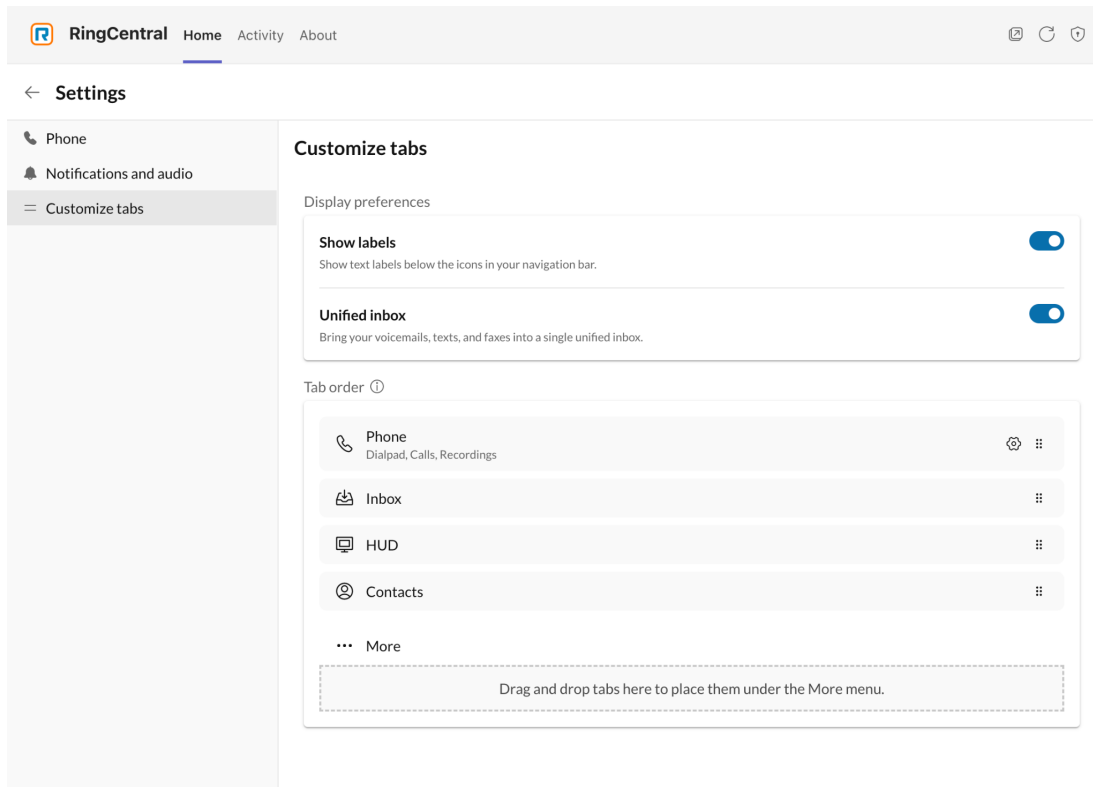 RingCentral Home Activity About
Settings
Phone
Notifications and audio
Customize tabs
Customize tabs
Display preferences
Show labels
Show text labels below the icons in your navigation bar.
Unified inbox
Bring your voicemails, texts, and faxes into a single unified inbox.
Tab order
Phone
Dialpad, Calls, Recordings
Inbox
HUD
Contacts
More
Drag and drop tabs here to place them under the More menu.